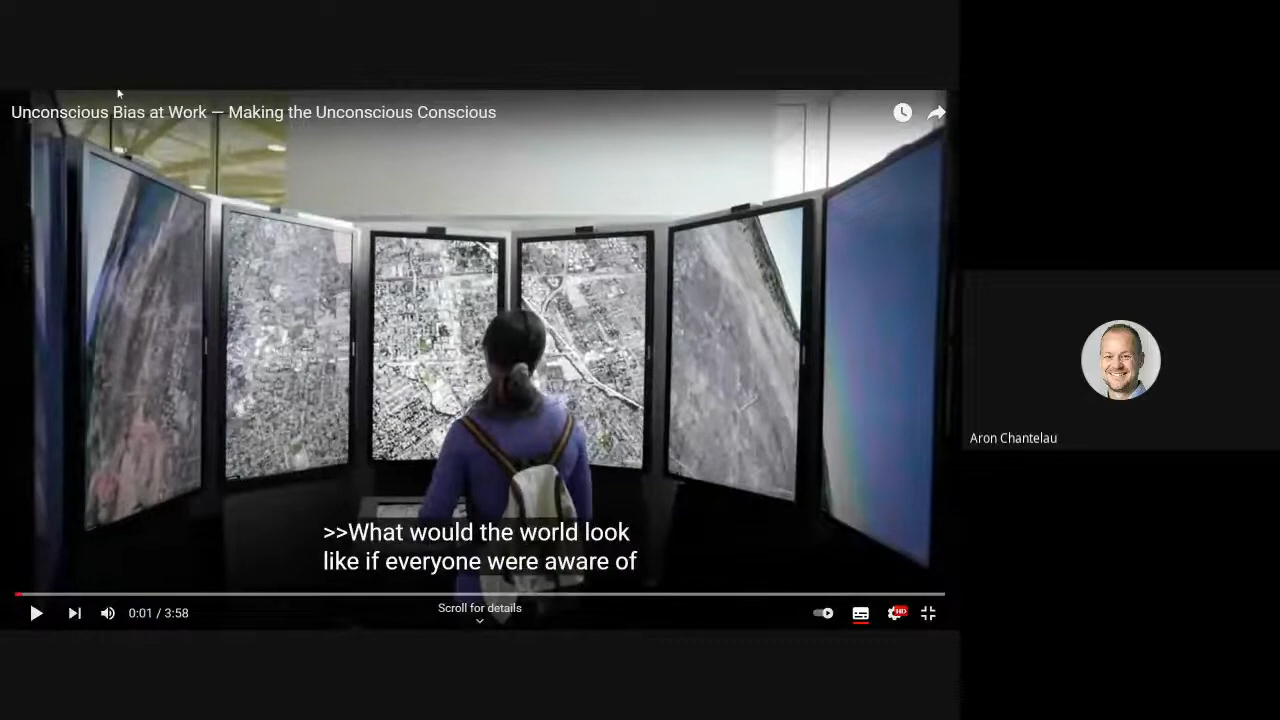 Unconscious Bias at Work — Making the Unconscious Conscious
>>What would the world look
like if everyone were aware of
Scroll for details
0:01 / 3:58
HD
Aron Chantelau